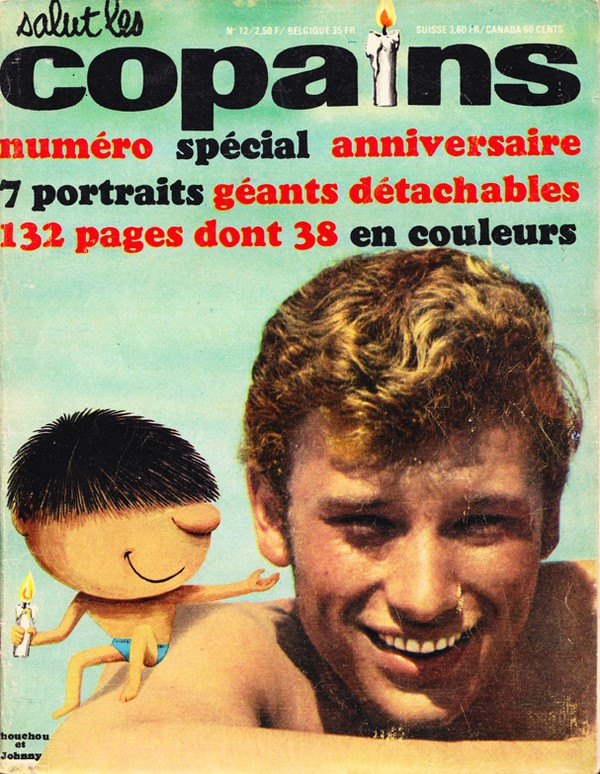 salut les
N° 12/2,50 F/ BELGIQUE 35 FR
SUISSE 3,60 FR/CANADA 60 CENTS
copains
numéro spécial anniversaire
7 portraits géants détachables
132 pages dont 38 en couleurs
houchou
et
Johnny